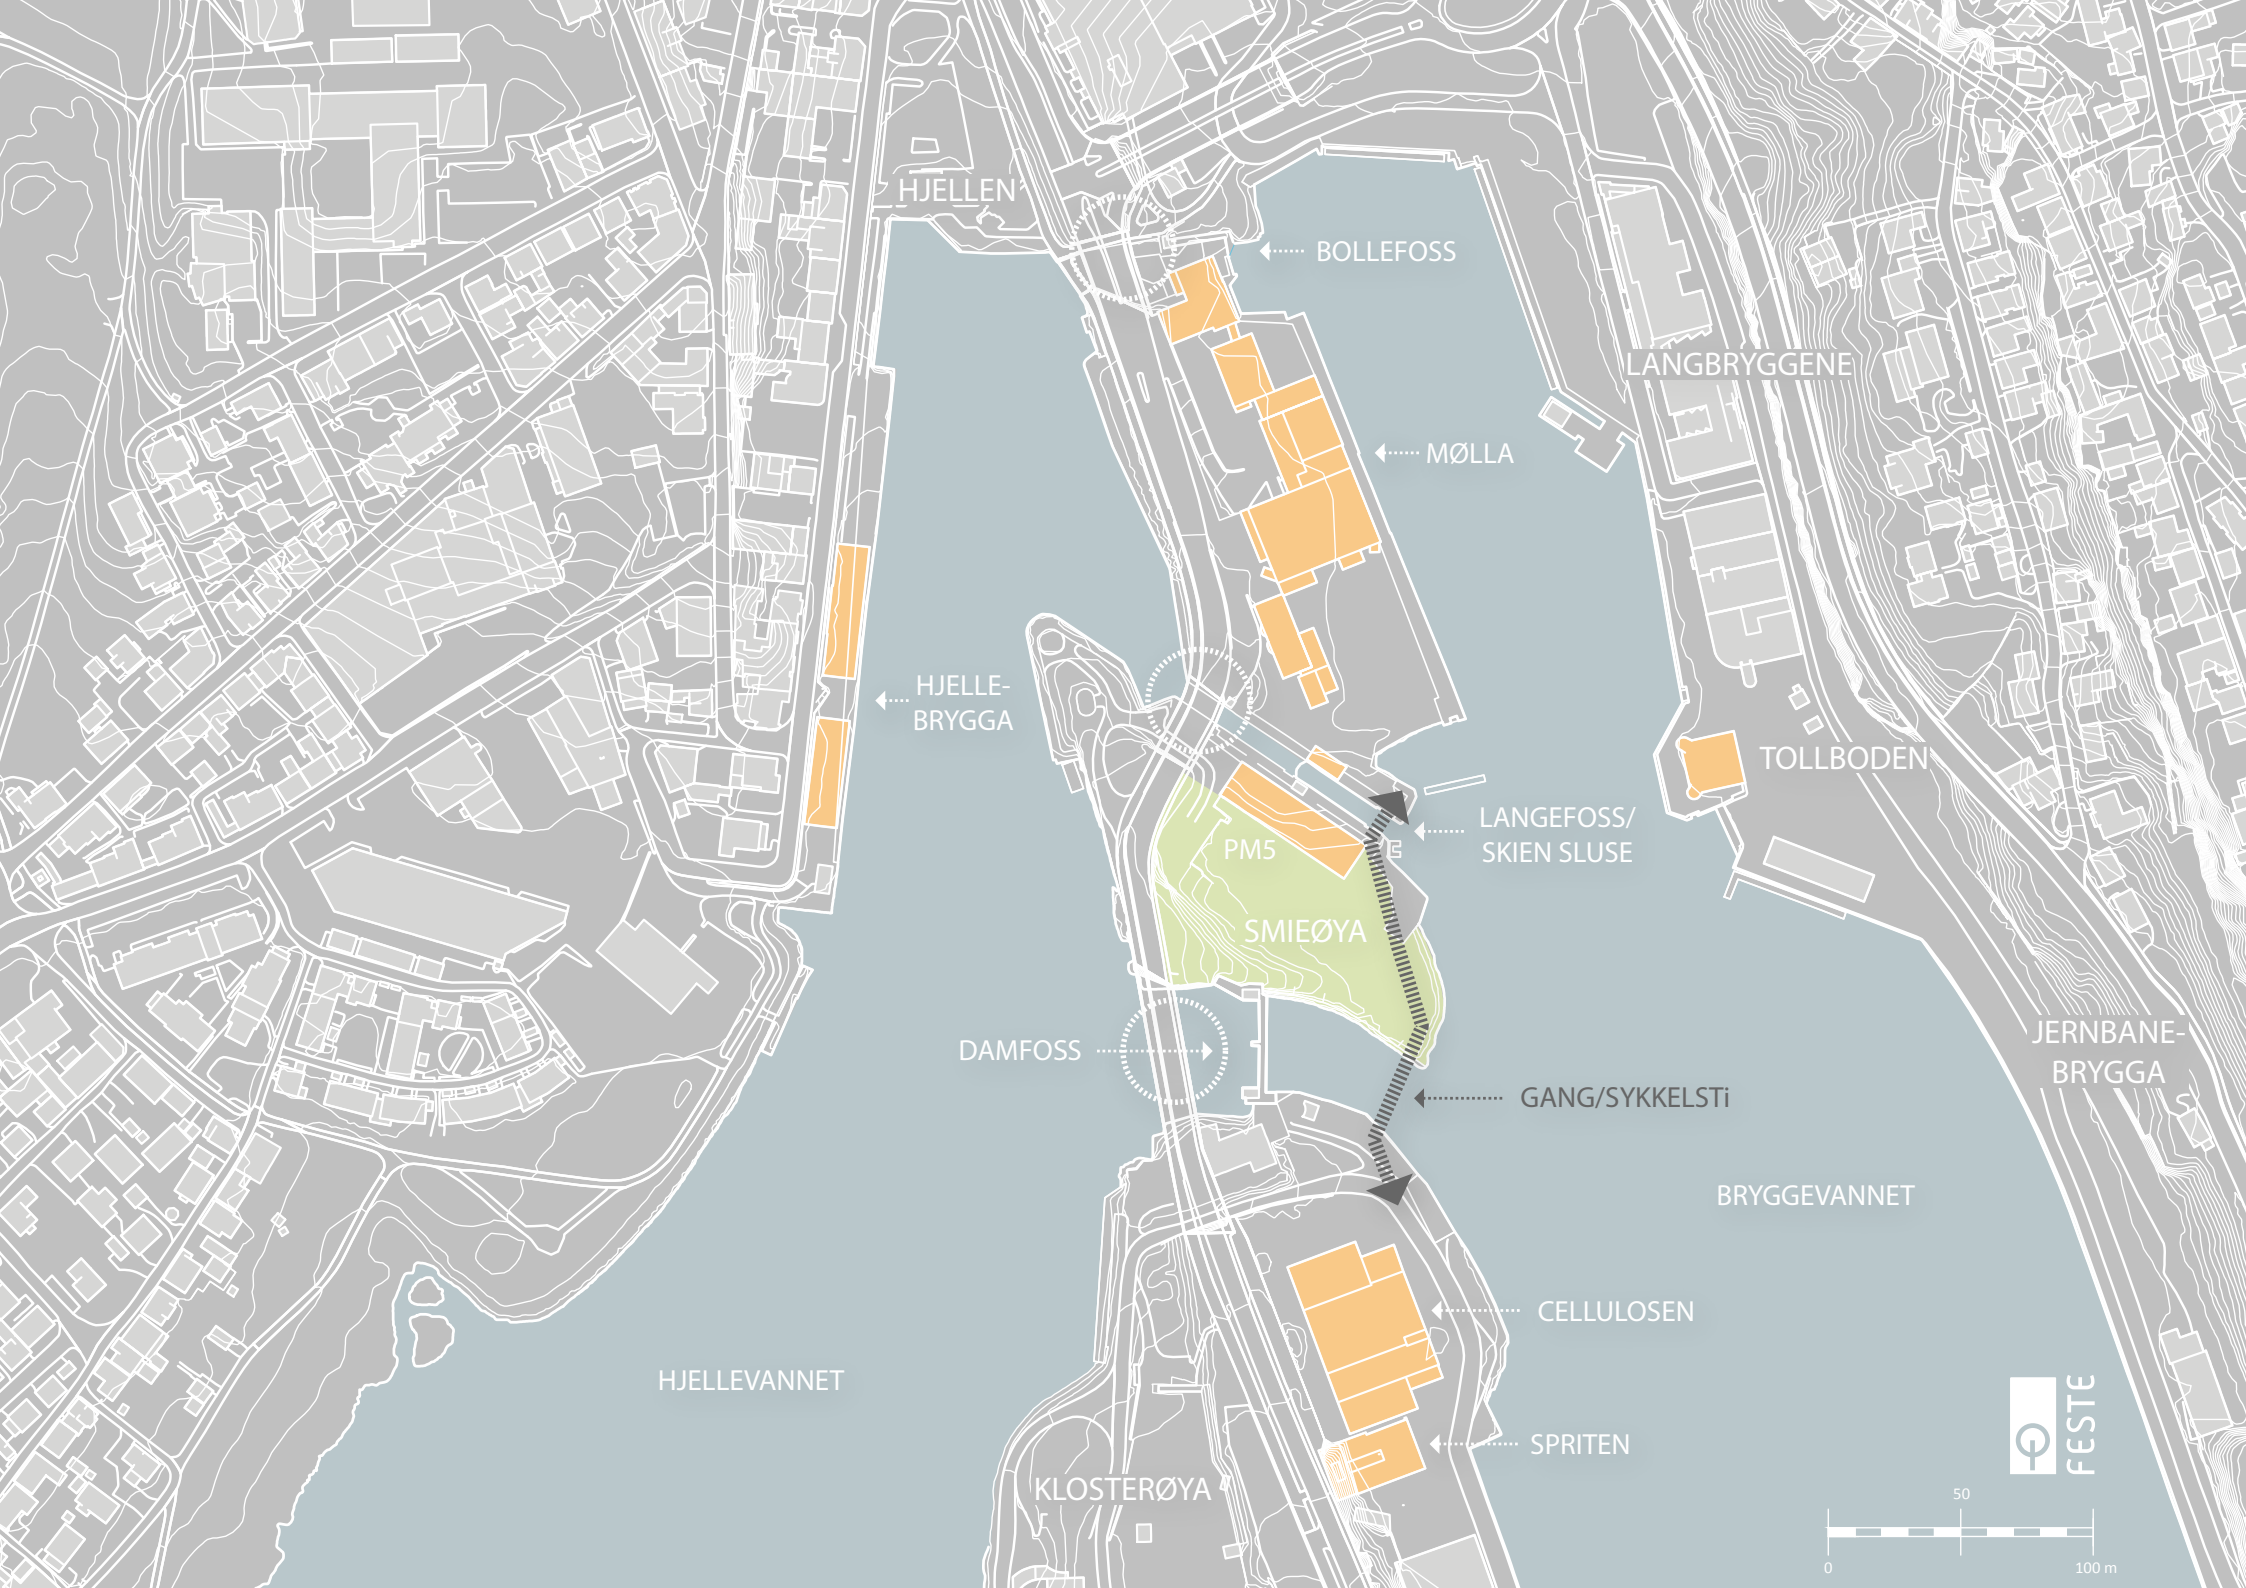 HJELLEN
BOLLEFOSS
LANGBRYGGENE
MØLLA
HJELLE-
BRYGGA
TOLLBODEN
LANGEFOSS/
SKIEN SLUSE
PM5
SMIEØYA
DAMFOSS
JERNBANE-
BRYGGA
GANG/SYKKELSTi
BRYGGEVANNET
CELLULOSEN
HJELLEVANNET
SPRITEN
KLOSTERØYA
FESTE
50
0
100 m